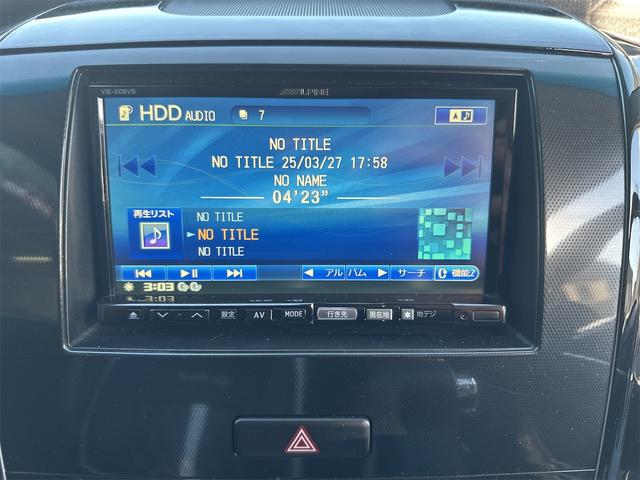 VIE-X08VS
ALPINE
HDD AUDIO 7
NO TITLE
NO TITLE 25/03/27 17:58
NO NAME
04'23"
再生リスト
NO TITLE
NO TITLE
NO TITLE
アルバム サーチ 機能2
3:03
設定 AV MODE 行き先 現在地 地デジ